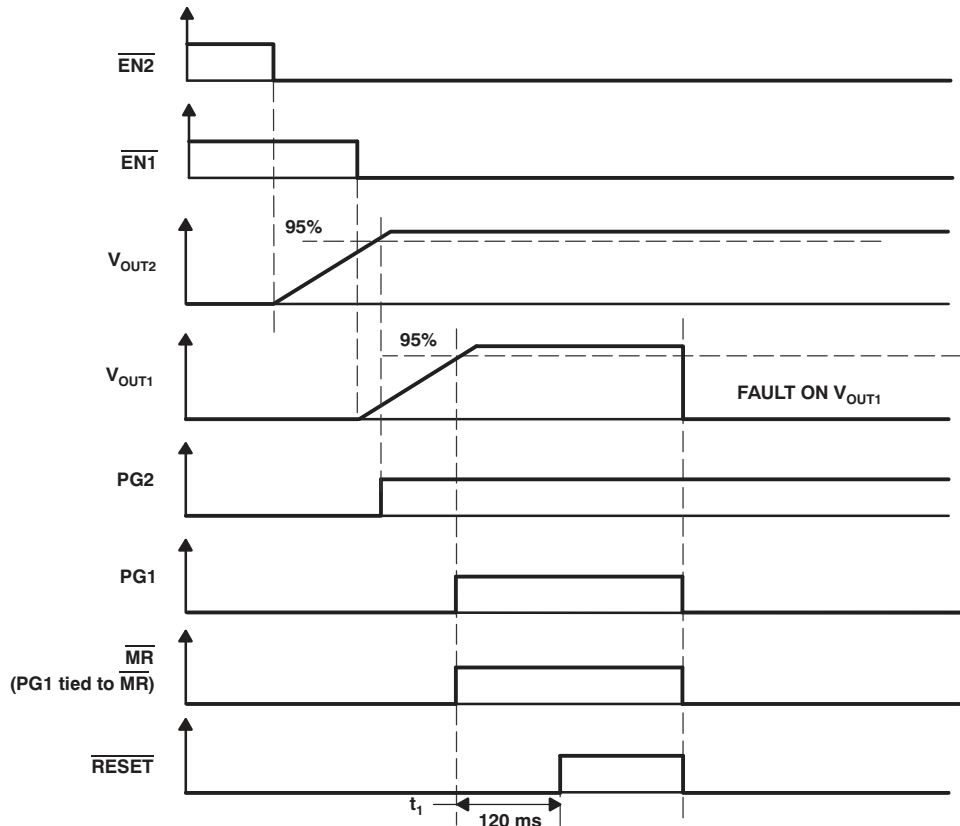 EN2
EN1
95%
VOUT2
95%
VOUT1
FAULT ON VOUT1
PG2
PG1
MR
(PG1 tied to MR)
RESET
t1
120 ms